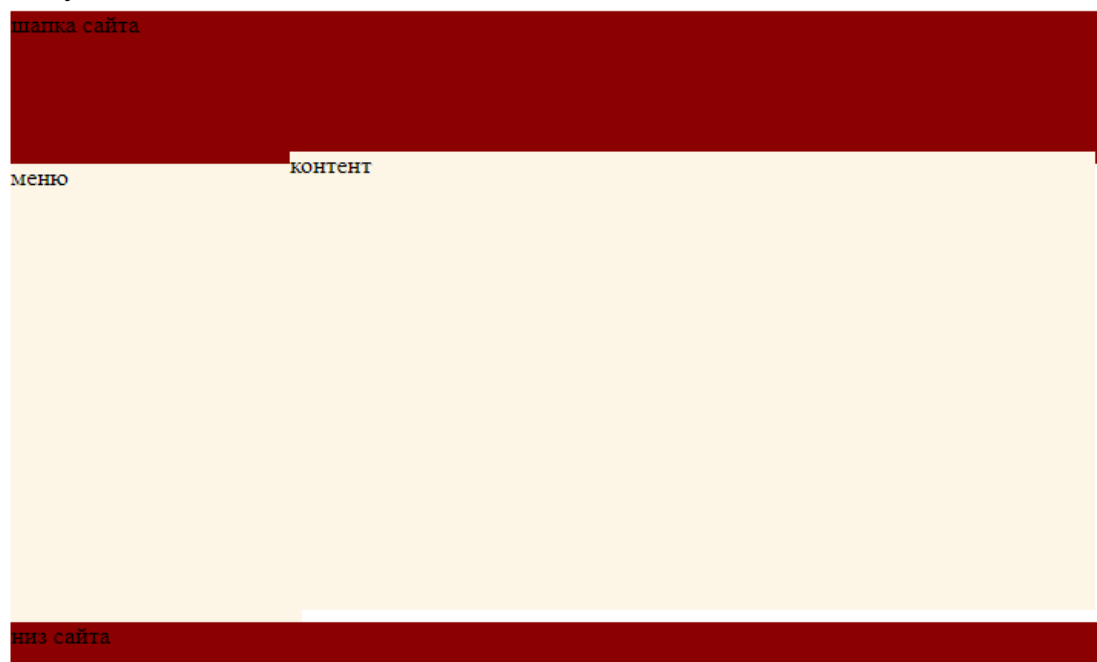 шапка сайта
контент
меню
низ сайта